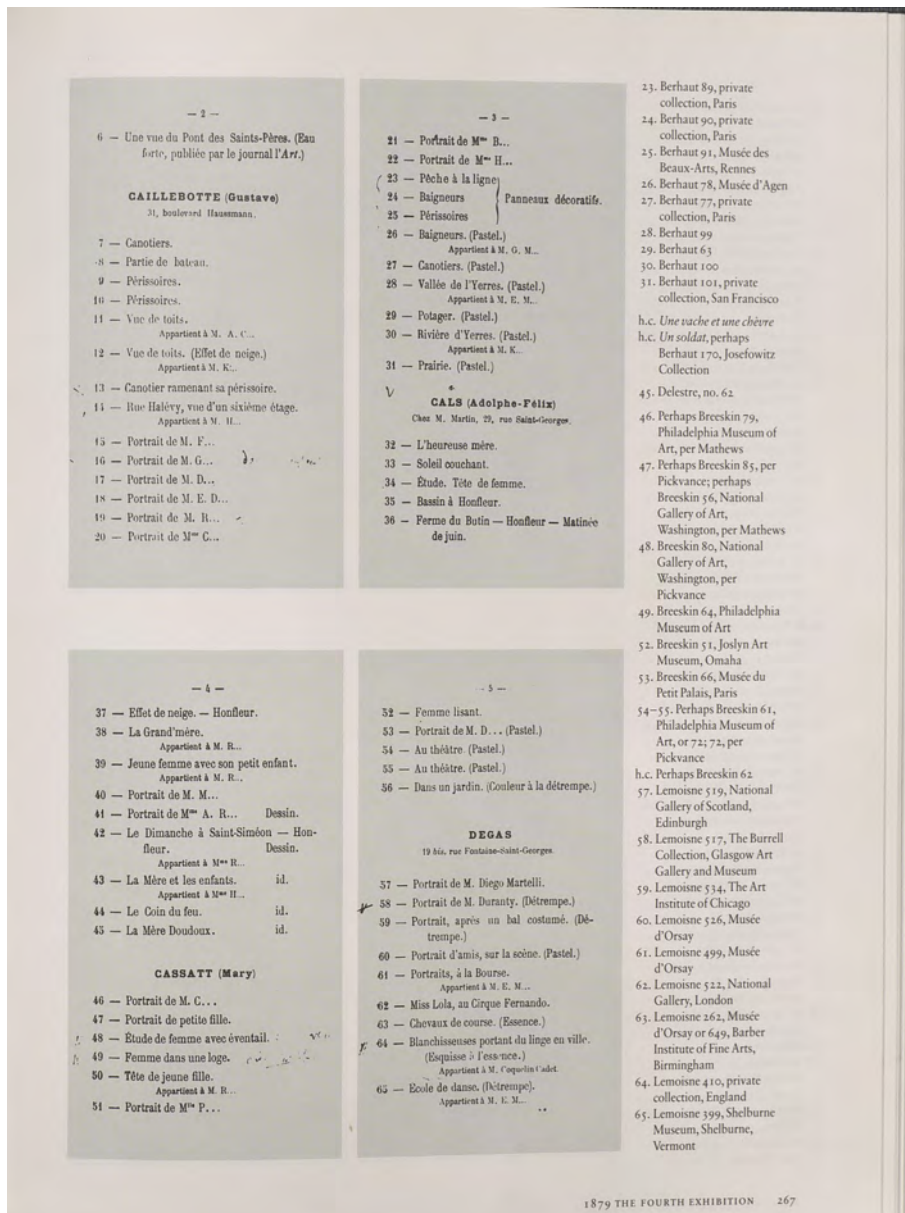 — 2 —
6 — Une vue du Pont des Saints-Pères. (Eau
forte, publiée par le journal l'Art.)
CAILLEBOTTE (Gustave)
31, boulevard Haussmann.
7 — Canotiers.
8 — Partie de bateau.
9 — Périssoires.
10 — Périssoires.
11 — Vue de toits.
Appartient à M. A. C...
12 — Vue de toits. (Effet de neige.)
Appartient à M. K...
13 — Canotier ramenant sa périssoire.
14 — Rue Halévy, vue d'un sixième étage.
Appartient à M. H...
15 — Portrait de M. F...
16 — Portrait de M. G...
17 — Portrait de M. D...
18 — Portrait de M. E. D...
19 — Portrait de M. R...
20 — Portrait de Mme C...
— 3 —
21 — Portrait de Mme B...
22 — Portrait de Mme H...
23 — Pêche à la ligne
24 — Baigneurs Panneaux décoratifs.
25 — Périssoires
26 — Baigneurs. (Pastel.)
Appartient à M. G. M...
27 — Canotiers. (Pastel.)
28 — Vallée de l'Yerres. (Pastel.)
Appartient à M. E. M...
29 — Potager. (Pastel.)
30 — Rivière d'Yerres. (Pastel.)
Appartient à M. K...
31 — Prairie. (Pastel.)
CALS (Adolphe-Félix)
Chez M. Martin, 29, rue Saint-Georges.
32 — L'heureuse mère.
33 — Soleil couchant.
34 — Étude. Tête de femme.
35 — Bassin à Honfleur.
36 — Ferme du Butin — Honfleur — Matinée
de juin.
— 4 —
37 — Effet de neige. — Honfleur.
38 — La Grand'mère.
Appartient à M. R...
39 — Jeune femme avec son petit enfant.
Appartient à M. R...
40 — Portrait de M. M...
41 — Portrait de Mme A. R... Dessin.
42 — Le Dimanche à Saint-Siméon — Hon-
fleur. Dessin.
Appartient à Mme R...
43 — La Mère et les enfants. id.
Appartient à Mme H...
44 — Le Coin du feu. id.
45 — La Mère Doudoux. id.
CASSATT (Mary)
46 — Portrait de M. C...
47 — Portrait de petite fille.
48 — Étude de femme avec éventail.
49 — Femme dans une loge.
50 — Tête de jeune fille.
Appartient à M. R...
51 — Portrait de Mlle P...
— 5 —
52 — Femme lisant.
53 — Portrait de M. D... (Pastel.)
54 — Au théâtre. (Pastel.)
55 — Au théâtre. (Pastel.)
56 — Dans un jardin. (Couleur à la détrempe.)
DEGAS
19 bis, rue Fontaine-Saint-Georges.
57 — Portrait de M. Diego Martelli.
58 — Portrait de M. Duranty. (Détrempe.)
59 — Portrait, après un bal costumé. (Dé-
trempe.)
60 — Portrait d'amis, sur la scène. (Pastel.)
61 — Portraits, à la Bourse.
Appartient à M. E. M...
62 — Miss Lola, au Cirque Fernando.
63 — Chevaux de course. (Essence.)
64 — Blanchisseuses portant du linge en ville.
(Esquisse à l'essence.)
Appartient à M. Coquelin Cadet.
65 — École de danse. (Détrempe).
Appartient à M. E. M...
23. Berhaut 89, private
collection, Paris
24. Berhaut 90, private
collection, Paris
25. Berhaut 91, Musée des
Beaux-Arts, Rennes
26. Berhaut 78, Musée d'Agen
27. Berhaut 77, private
collection, Paris
28. Berhaut 99
29. Berhaut 63
30. Berhaut 100
31. Berhaut 101, private
collection, San Francisco
h.c. Une vache et une chèvre
h.c. Un soldat, perhaps
Berhaut 170, Josefowitz
Collection
45. Delestre, no. 62
46. Perhaps Breeskin 79,
Philadelphia Museum of
Art, per Mathews
47. Perhaps Breeskin 85, per
Pickvance; perhaps
Breeskin 56, National
Gallery of Art,
Washington, per Mathews
48. Breeskin 80, National
Gallery of Art,
Washington, per
Pickvance
49. Breeskin 64, Philadelphia
Museum of Art
52. Breeskin 51, Joslyn Art
Museum, Omaha
53. Breeskin 66, Musée du
Petit Palais, Paris
54–55. Perhaps Breeskin 61,
Philadelphia Museum of
Art, or 72; 72, per
Pickvance
h.c. Perhaps Breeskin 62
57. Lemoisne 519, National
Gallery of Scotland,
Edinburgh
58. Lemoisne 517, The Burrell
Collection, Glasgow Art
Gallery and Museum
59. Lemoisne 534, The Art
Institute of Chicago
60. Lemoisne 526, Musée
d'Orsay
61. Lemoisne 499, Musée
d'Orsay
62. Lemoisne 522, National
Gallery, London
63. Lemoisne 262, Musée
d'Orsay or 649, Barber
Institute of Fine Arts,
Birmingham
64. Lemoisne 410, private
collection, England
65. Lemoisne 399, Shelburne
Museum, Shelburne,
Vermont
1879 THE FOURTH EXHIBITION 267